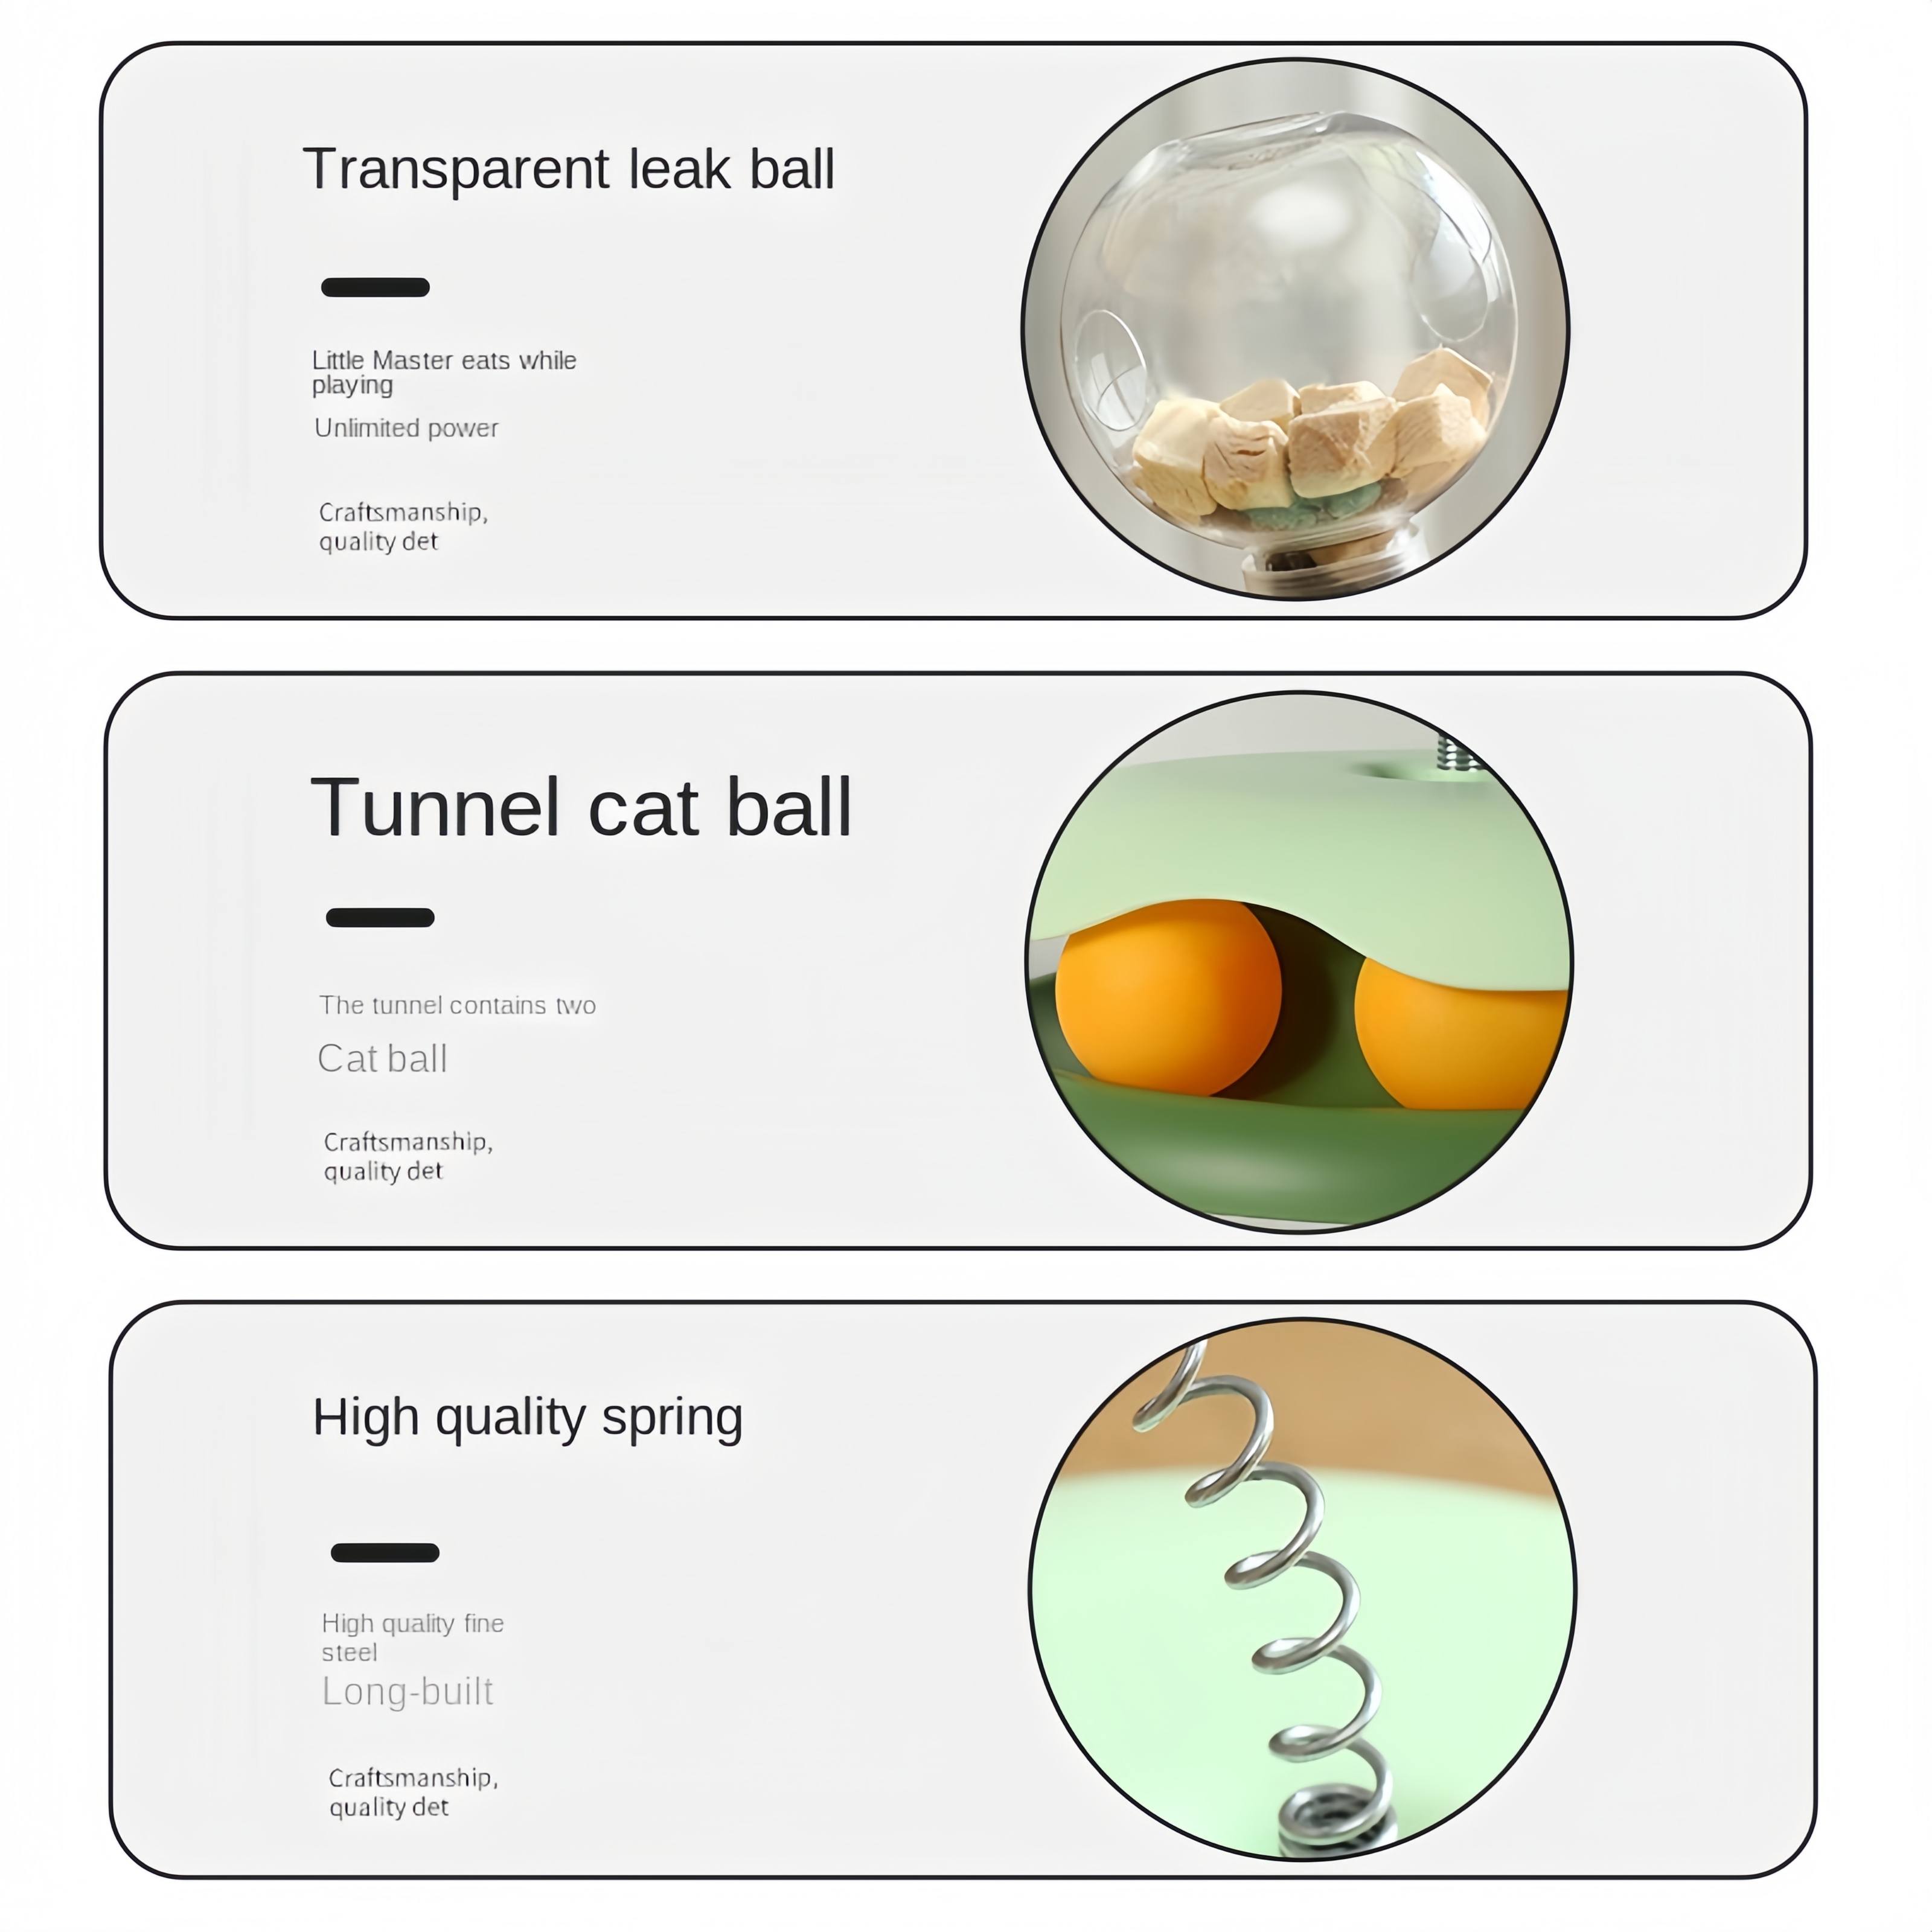 Transparent leak ball
Little Master eats while
playing
Unlimited power
Craftsmanship,
quality det
Tunnel cat ball
The tunnel contains two
Cat ball
Craftsmanship,
quality det
High quality spring
High quality fine
steel
Long-built
Craftsmanship,
quality det